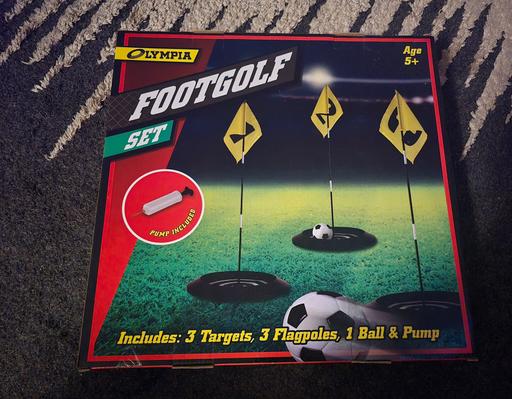 OLYMPIA
Age
5+
FOOTGOLF
SET
PUMP INCLUDED
Includes: 3 Targets, 3 Flagpoles, 1 Ball & Pump